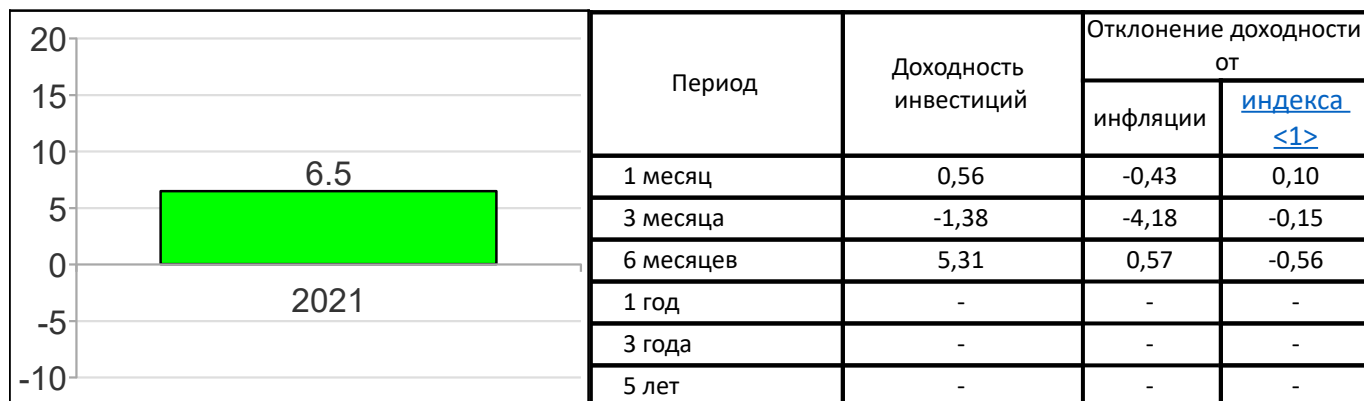 20
15
10
5
0
-5
-10
6.5
2021
Период
Доходность
инвестиций
Отклонение доходности
от
инфляции
индекса
<1>
1 месяц 0,56 -0,43 0,10
3 месяца -1,38 -4,18 -0,15
6 месяцев 5,31 0,57 -0,56
1 год - - -
3 года - - -
5 лет - - -